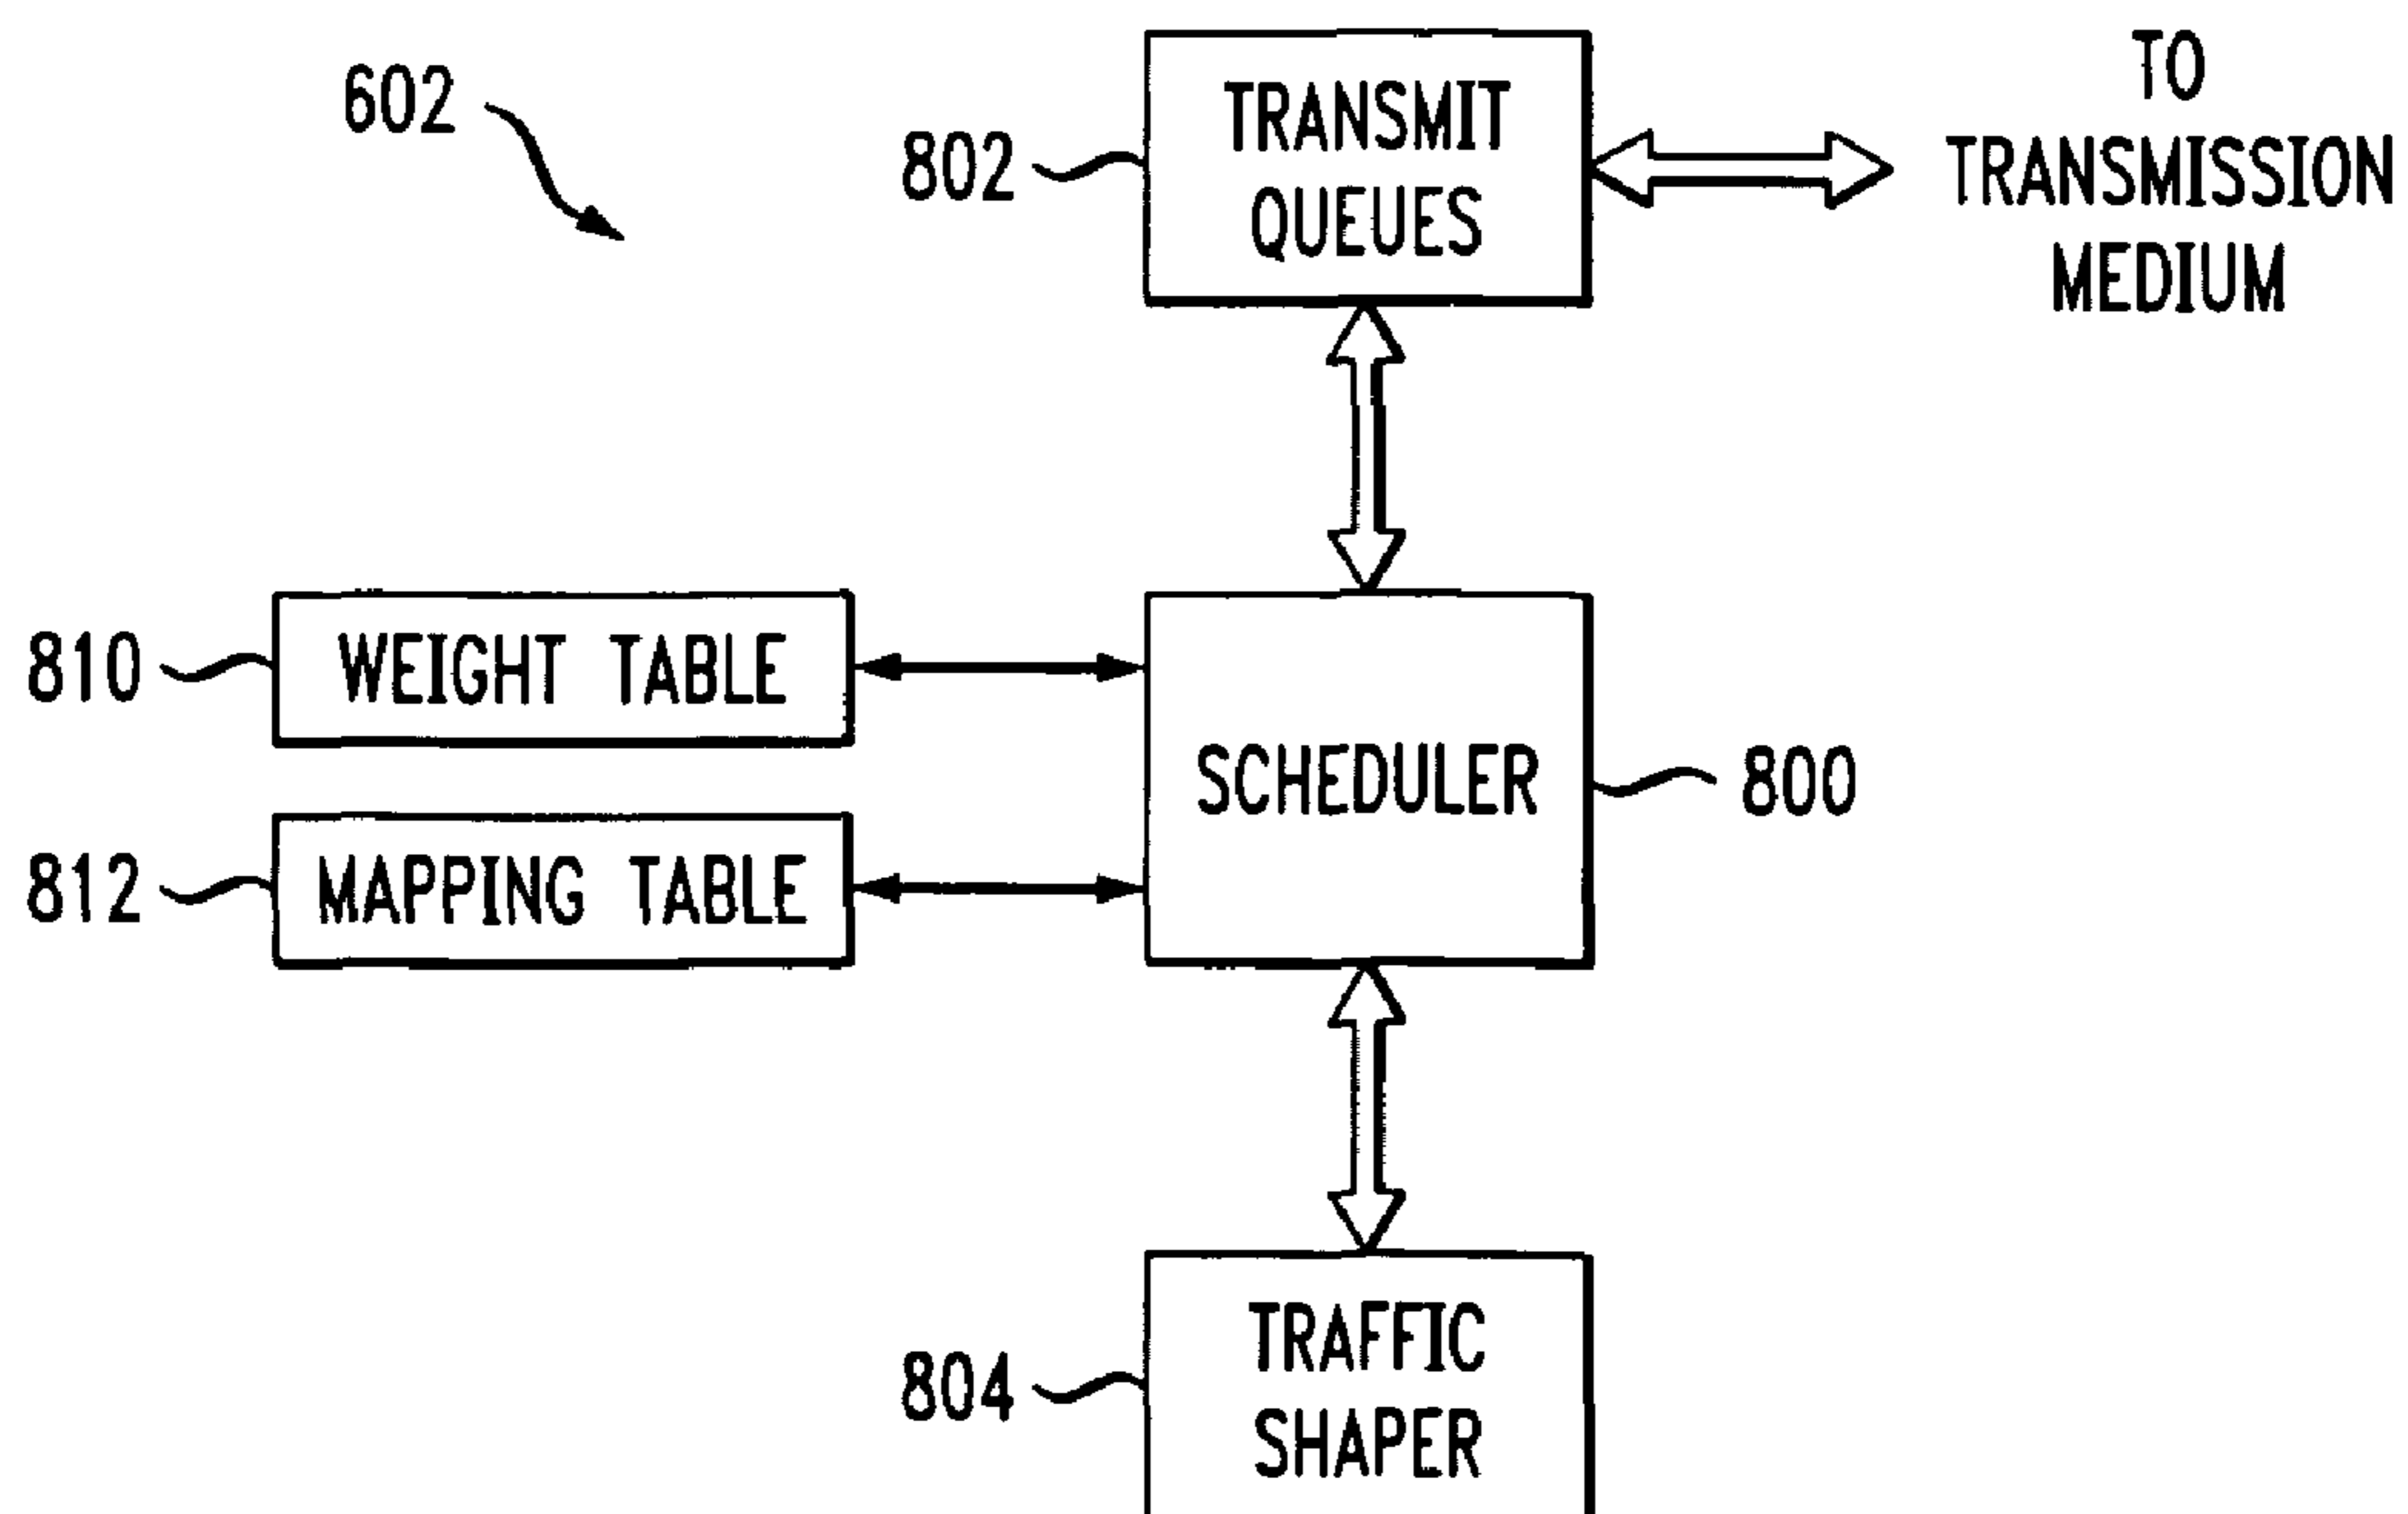 602
802
TRANSMIT
QUEUES
TO
TRANSMISSION
MEDIUM
810
WEIGHT TABLE
812
MAPPING TABLE
SCHEDULER
800
804
TRAFFIC
SHAPER